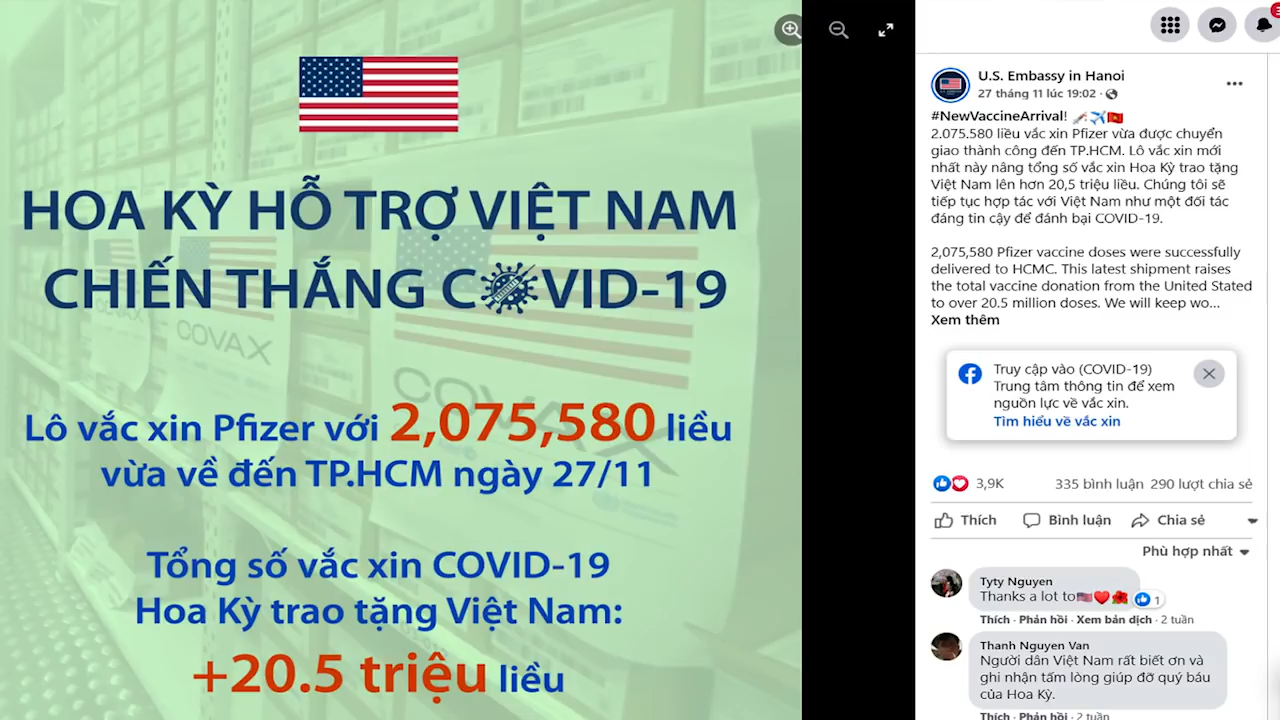 HOA KỲ HỖ TRỢ VIỆT NAM
CHIẾN THẮNG COVID-19
COVAX
COVAX
Lô vắc xin Pfizer với 2,075,580 liều
vừa về đến TP.HCM ngày 27/11
Tổng số vắc xin COVID-19
Hoa Kỳ trao tặng Việt Nam:
+20.5 triệu liều
U.S. Embassy in Hanoi
27 tháng 11 lúc 19:02 ·
#NewVaccineArrival!
2.075.580 liều vắc xin Pfizer vừa được chuyển
giao thành công đến TP.HCM. Lô vắc xin mới
nhất này nâng tổng số vắc xin Hoa Kỳ trao tặng
Việt Nam lên hơn 20,5 triệu liều. Chúng tôi sẽ
tiếp tục hợp tác với Việt Nam như một đối tác
đáng tin cậy để đánh bại COVID-19.
2,075,580 Pfizer vaccine doses were successfully
delivered to HCMC. This latest shipment raises
the total vaccine donation from the United Stated
to over 20.5 million doses. We will keep wo...
Xem thêm
Truy cập vào (COVID-19)
Trung tâm thông tin để xem
nguồn lực về vắc xin.
Tìm hiểu về vắc xin
3,9K 335 bình luận 290 lượt chia sẻ
Thích Bình luận Chia sẻ
Phù hợp nhất
Tyty Nguyen
Thanks a lot to🇺🇸❤️🌹 1
Thích · Phản hồi · Xem bản dịch · 2 tuần
Thanh Nguyen Van
Người dân Việt Nam rất biết ơn và
ghi nhận tấm lòng giúp đỡ quý báu
của Hoa Kỳ.
Thích · Phản hồi · 2 tuần